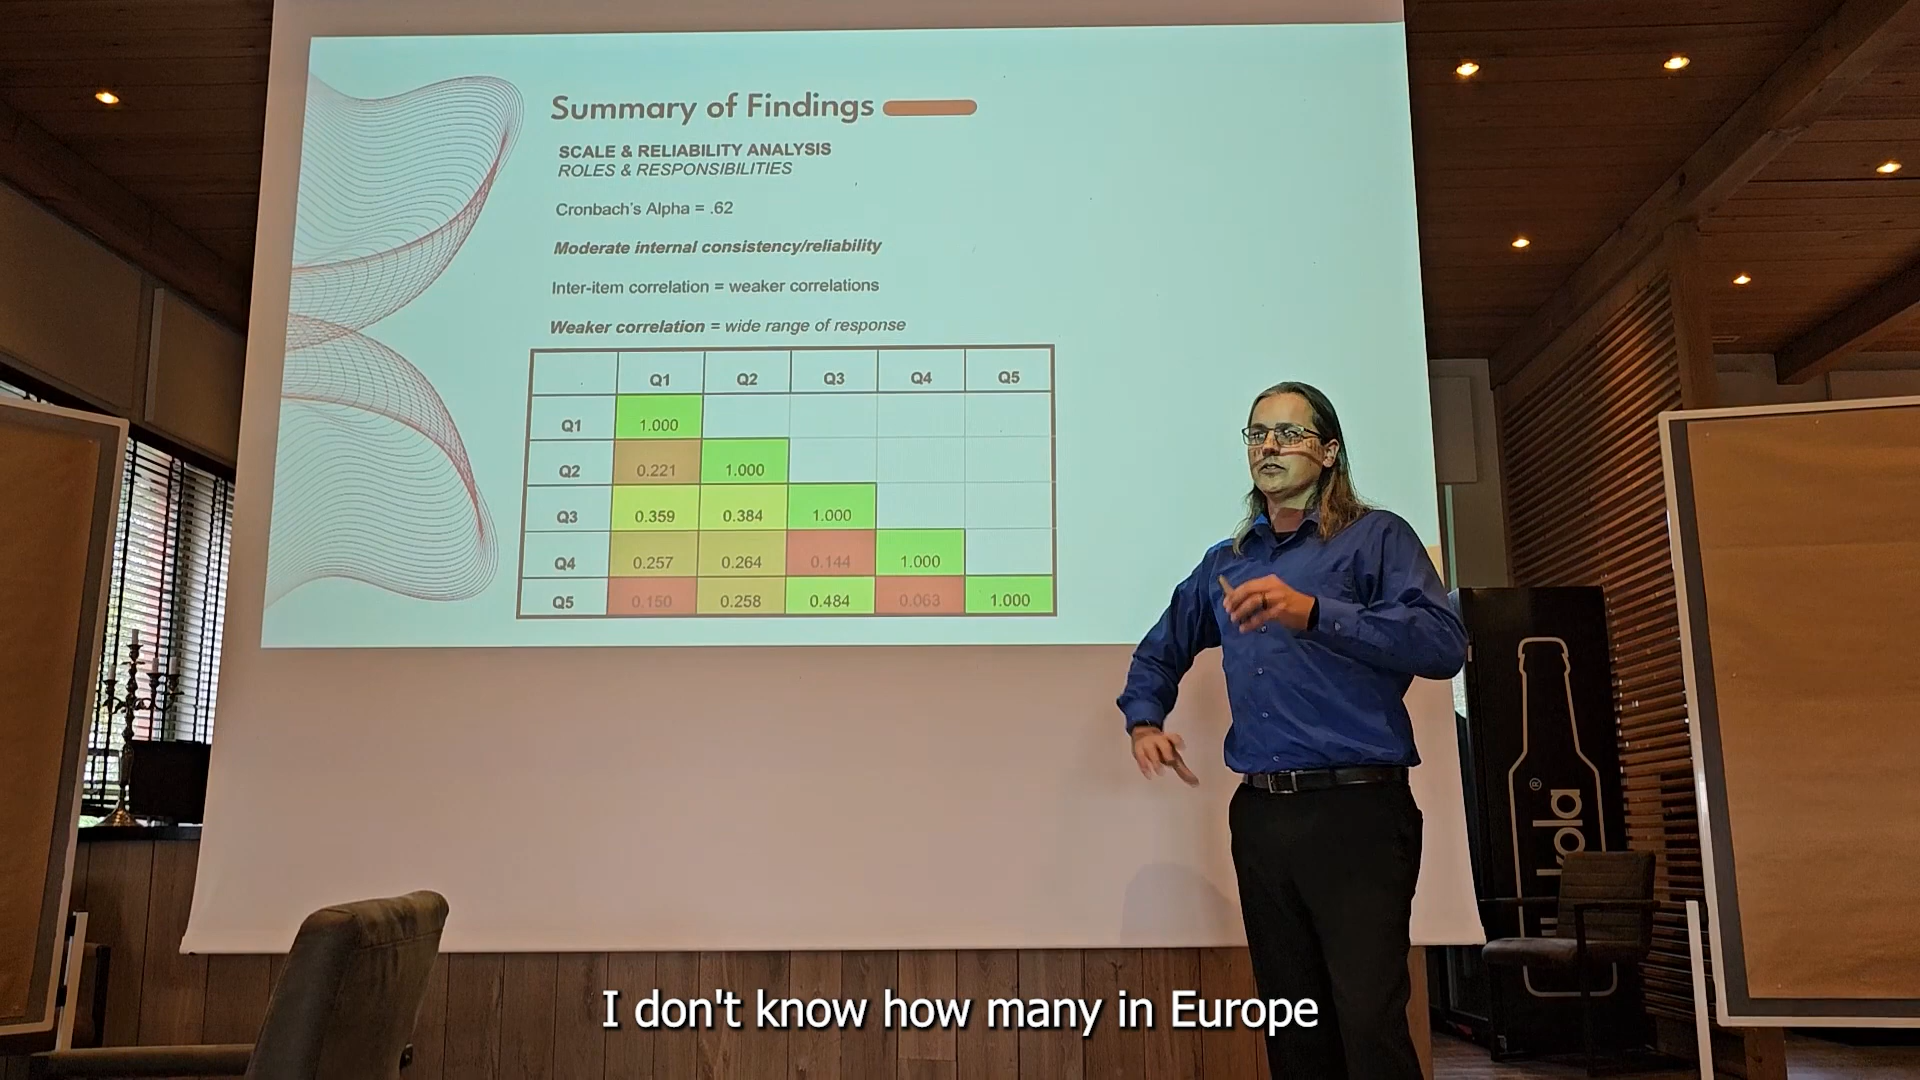 Summary of Findings
SCALE & RELIABILITY ANALYSIS
ROLES & RESPONSIBILITIES
Cronbach's Alpha = .62
Moderate internal consistency/reliability
Inter-item correlation = weaker correlations
Weaker correlation = wide range of response
Q1 Q2 Q3 Q4 Q5
Q1 1.000
Q2 0.221 1.000
Q3 0.359 0.384 1.000
Q4 0.257 0.264 0.144 1.000
Q5 0.150 0.258 0.484 0.063 1.000
kola®
I don't know how many in Europe